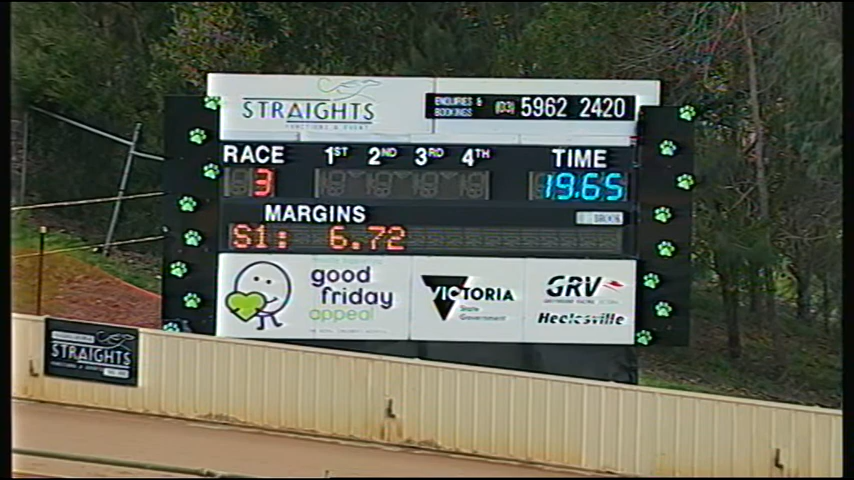 STRAIGHTS
FUNCTIONS & EVENT
ENQUIRIES & BOOKINGS (03) 5962 2420
RACE 1ST 2ND 3RD 4TH TIME
3 19.65
MARGINS
S1: 6.72
good friday appeal
VICTORIA
State Government
GRV
Healesville
STRAIGHTS